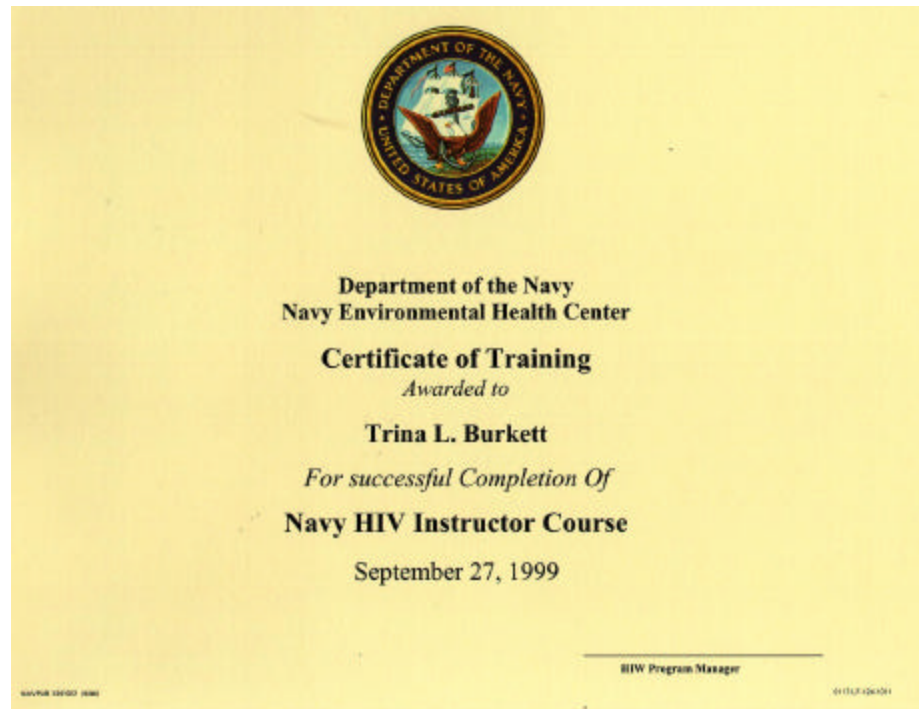 DEPARTMENT OF THE NAVY
UNITED STATES OF AMERICA
Department of the Navy
Navy Environmental Health Center
Certificate of Training
Awarded to
Trina L. Burkett
For successful Completion Of
Navy HIV Instructor Course
September 27, 1999
HIW Program Manager